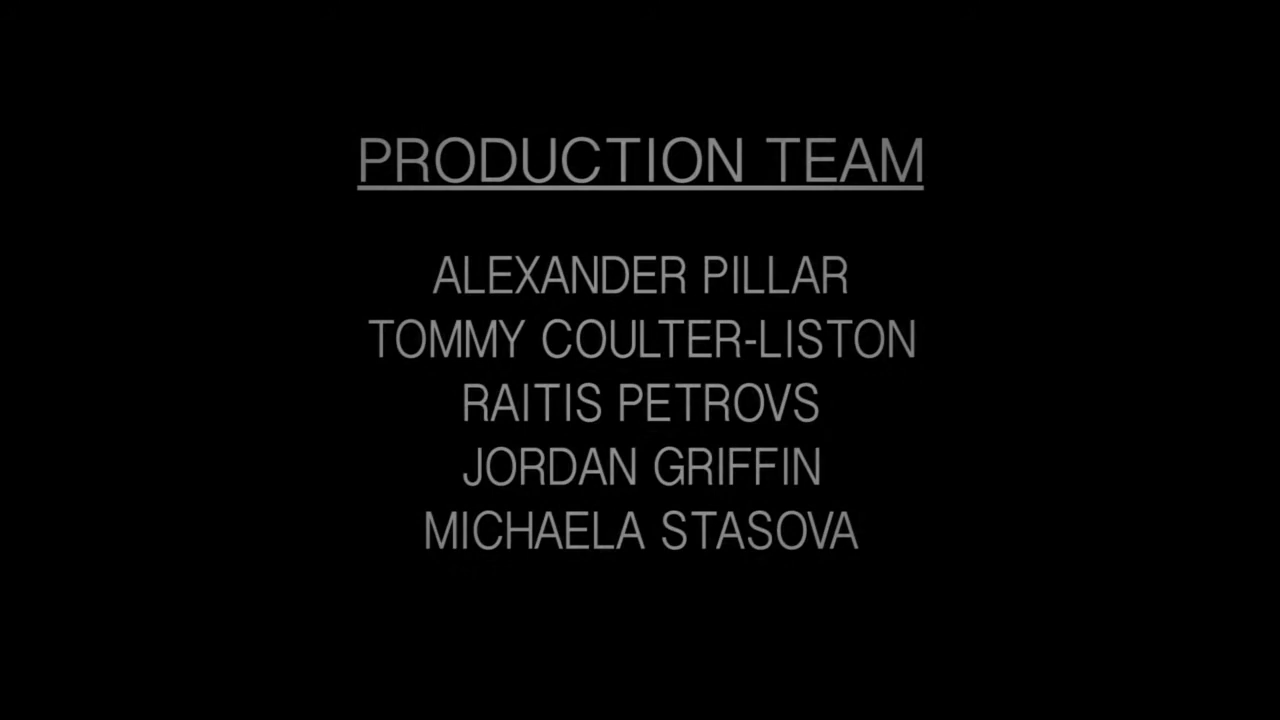 PRODUCTION TEAM
ALEXANDER PILLAR
TOMMY COULTER-LISTON
RAITIS PETROVS
JORDAN GRIFFIN
MICHAELA STASOVA